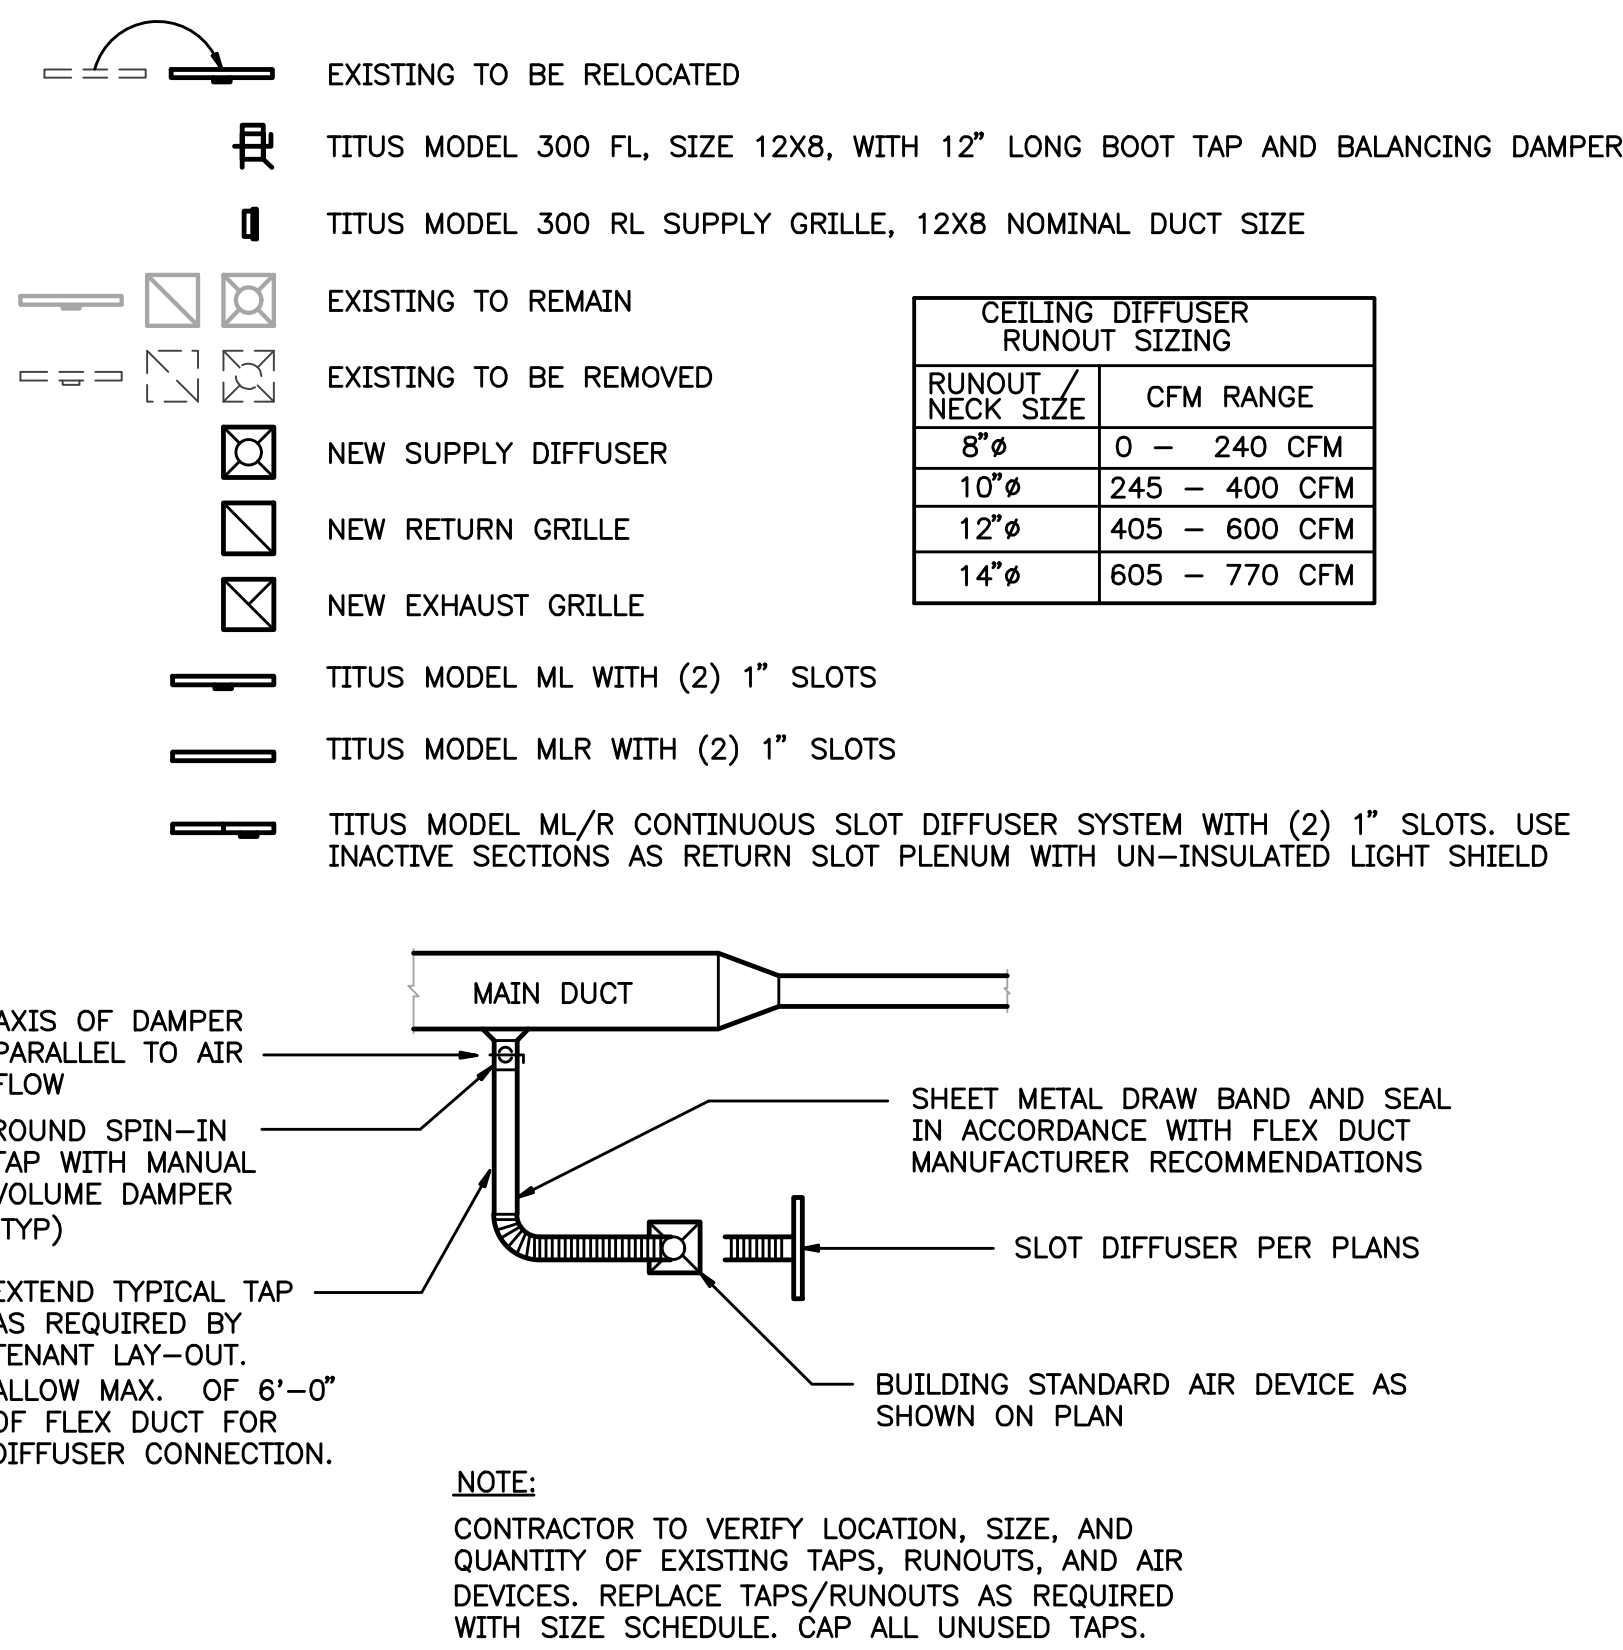 EXISTING TO BE RELOCATED
TITUS MODEL 300 FL, SIZE 12X8, WITH 12" LONG BOOT TAP AND BALANCING DAMPER
TITUS MODEL 300 RL SUPPLY GRILLE, 12X8 NOMINAL DUCT SIZE
EXISTING TO REMAIN
EXISTING TO BE REMOVED
NEW SUPPLY DIFFUSER
NEW RETURN GRILLE
NEW EXHAUST GRILLE
CEILING DIFFUSER
RUNOUT SIZING
RUNOUT /
NECK SIZE
CFM RANGE
8"ø 0 – 240 CFM
10"ø 245 – 400 CFM
12"ø 405 – 600 CFM
14"ø 605 – 770 CFM
TITUS MODEL ML WITH (2) 1" SLOTS
TITUS MODEL MLR WITH (2) 1" SLOTS
TITUS MODEL ML/R CONTINUOUS SLOT DIFFUSER SYSTEM WITH (2) 1" SLOTS. USE
INACTIVE SECTIONS AS RETURN SLOT PLENUM WITH UN–INSULATED LIGHT SHIELD
MAIN DUCT
AXIS OF DAMPER
PARALLEL TO AIR
FLOW
ROUND SPIN–IN
TAP WITH MANUAL
VOLUME DAMPER
TYP)
EXTEND TYPICAL TAP
AS REQUIRED BY
TENANT LAY–OUT.
ALLOW MAX. OF 6'–0"
OF FLEX DUCT FOR
DIFFUSER CONNECTION.
SHEET METAL DRAW BAND AND SEAL
IN ACCORDANCE WITH FLEX DUCT
MANUFACTURER RECOMMENDATIONS
SLOT DIFFUSER PER PLANS
BUILDING STANDARD AIR DEVICE AS
SHOWN ON PLAN
NOTE:
CONTRACTOR TO VERIFY LOCATION, SIZE, AND
QUANTITY OF EXISTING TAPS, RUNOUTS, AND AIR
DEVICES. REPLACE TAPS/RUNOUTS AS REQUIRED
WITH SIZE SCHEDULE. CAP ALL UNUSED TAPS.